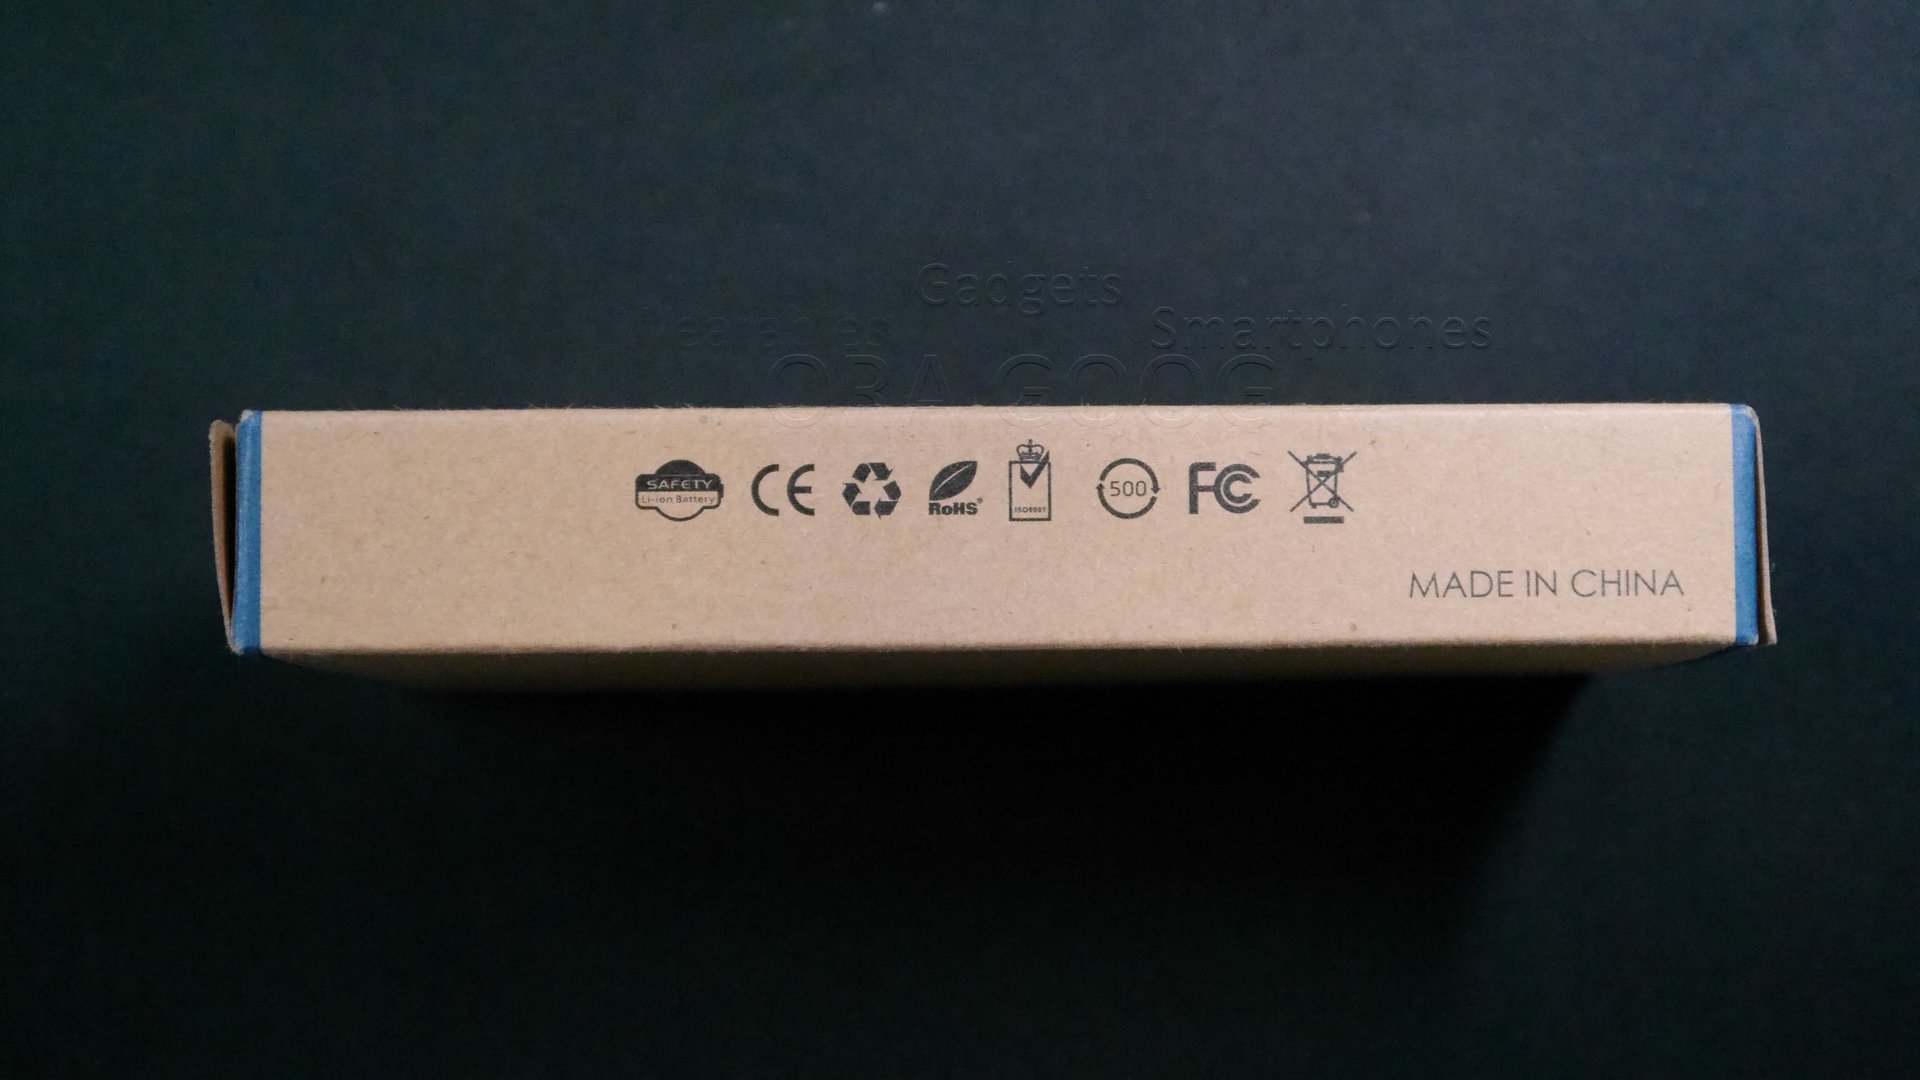 Gadgets
Smartphones
SAFETY
Li-ion Battery
CE
RoHS
ISO9001
500
FC
MADE IN CHINA